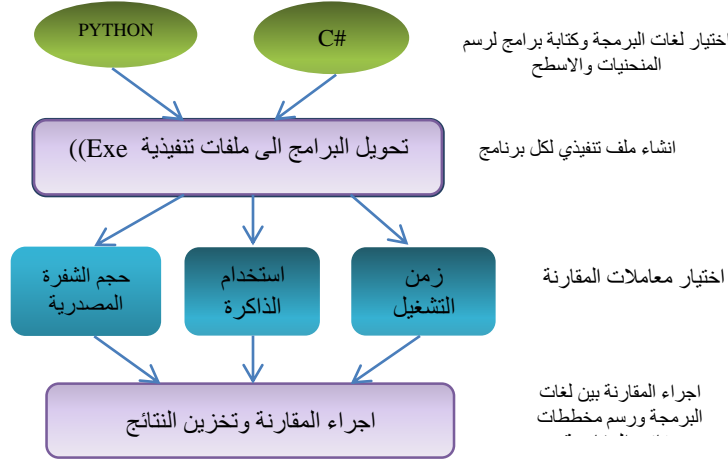 PYTHON
C#
اختيار لغات البرمجة وكتابة برامج لرسم
المنحنيات والاسطح
تحويل البرامج الى ملفات تنفيذية Exe))
انشاء ملف تنفيذي لكل برنامج
اختيار معاملات المقارنة
زمن
التشغيل
استخدام
الذاكرة
حجم الشفرة
المصدرية
اجراء المقارنة بين لغات
البرمجة ورسم مخططات
اجراء المقارنة وتخزين النتائج